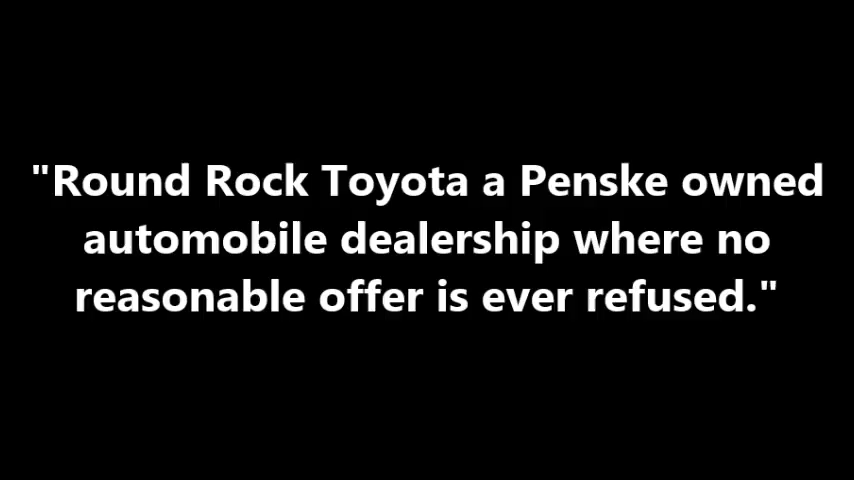 "Round Rock Toyota a Penske owned
automobile dealership where no
reasonable offer is ever refused."